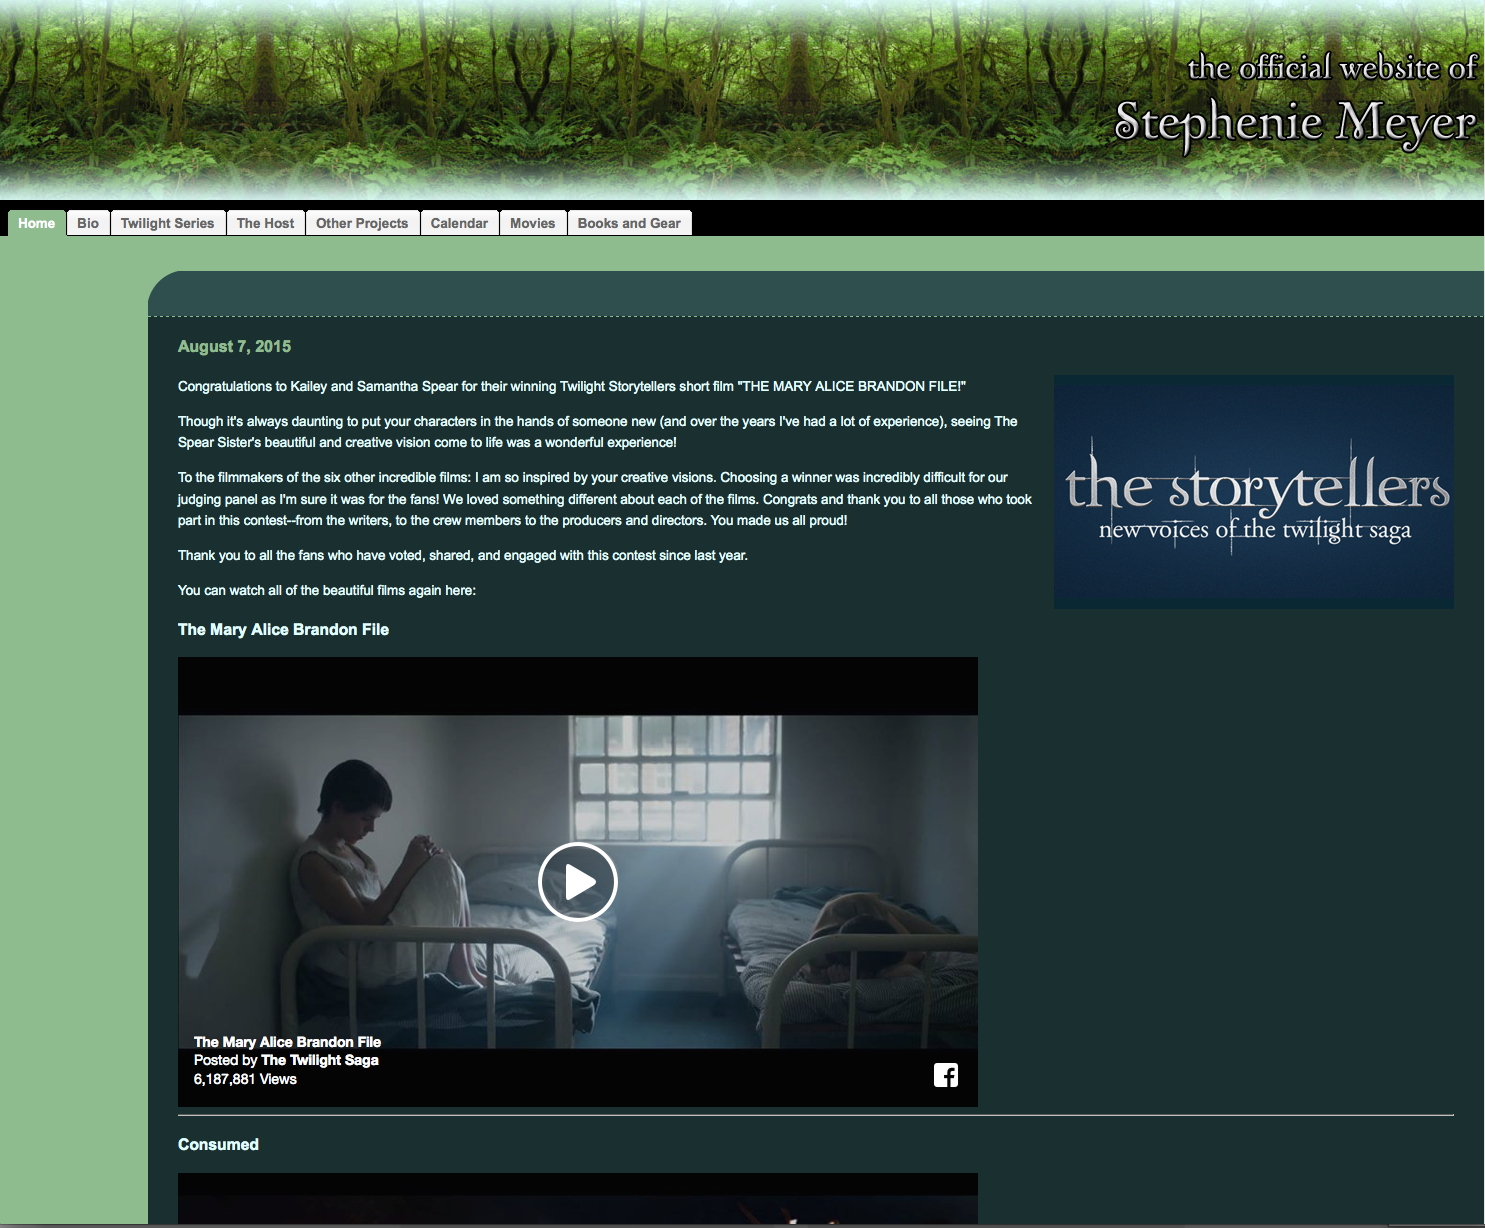 the official website of
Stephenie Meyer
Home
Bio
Twilight Series
The Host
Other Projects
Calendar
Movies
Books and Gear
August 7, 2015
Congratulations to Kailey and Samantha Spear for their winning Twilight Storytellers short film "THE MARY ALICE BRANDON FILE!"
Though it's always daunting to put your characters in the hands of someone new (and over the years I've had a lot of experience), seeing The
Spear Sister's beautiful and creative vision come to life was a wonderful experience!
To the filmmakers of the six other incredible films: I am so inspired by your creative visions. Choosing a winner was incredibly difficult for our
judging panel as I'm sure it was for the fans! We loved something different about each of the films. Congrats and thank you to all those who took
part in this contest--from the writers, to the crew members to the producers and directors. You made us all proud!
Thank you to all the fans who have voted, shared, and engaged with this contest since last year.
You can watch all of the beautiful films again here:
the storytellers
new voices of the twilight saga
The Mary Alice Brandon File
The Mary Alice Brandon File
Posted by The Twilight Saga
6,187,881 Views
Consumed